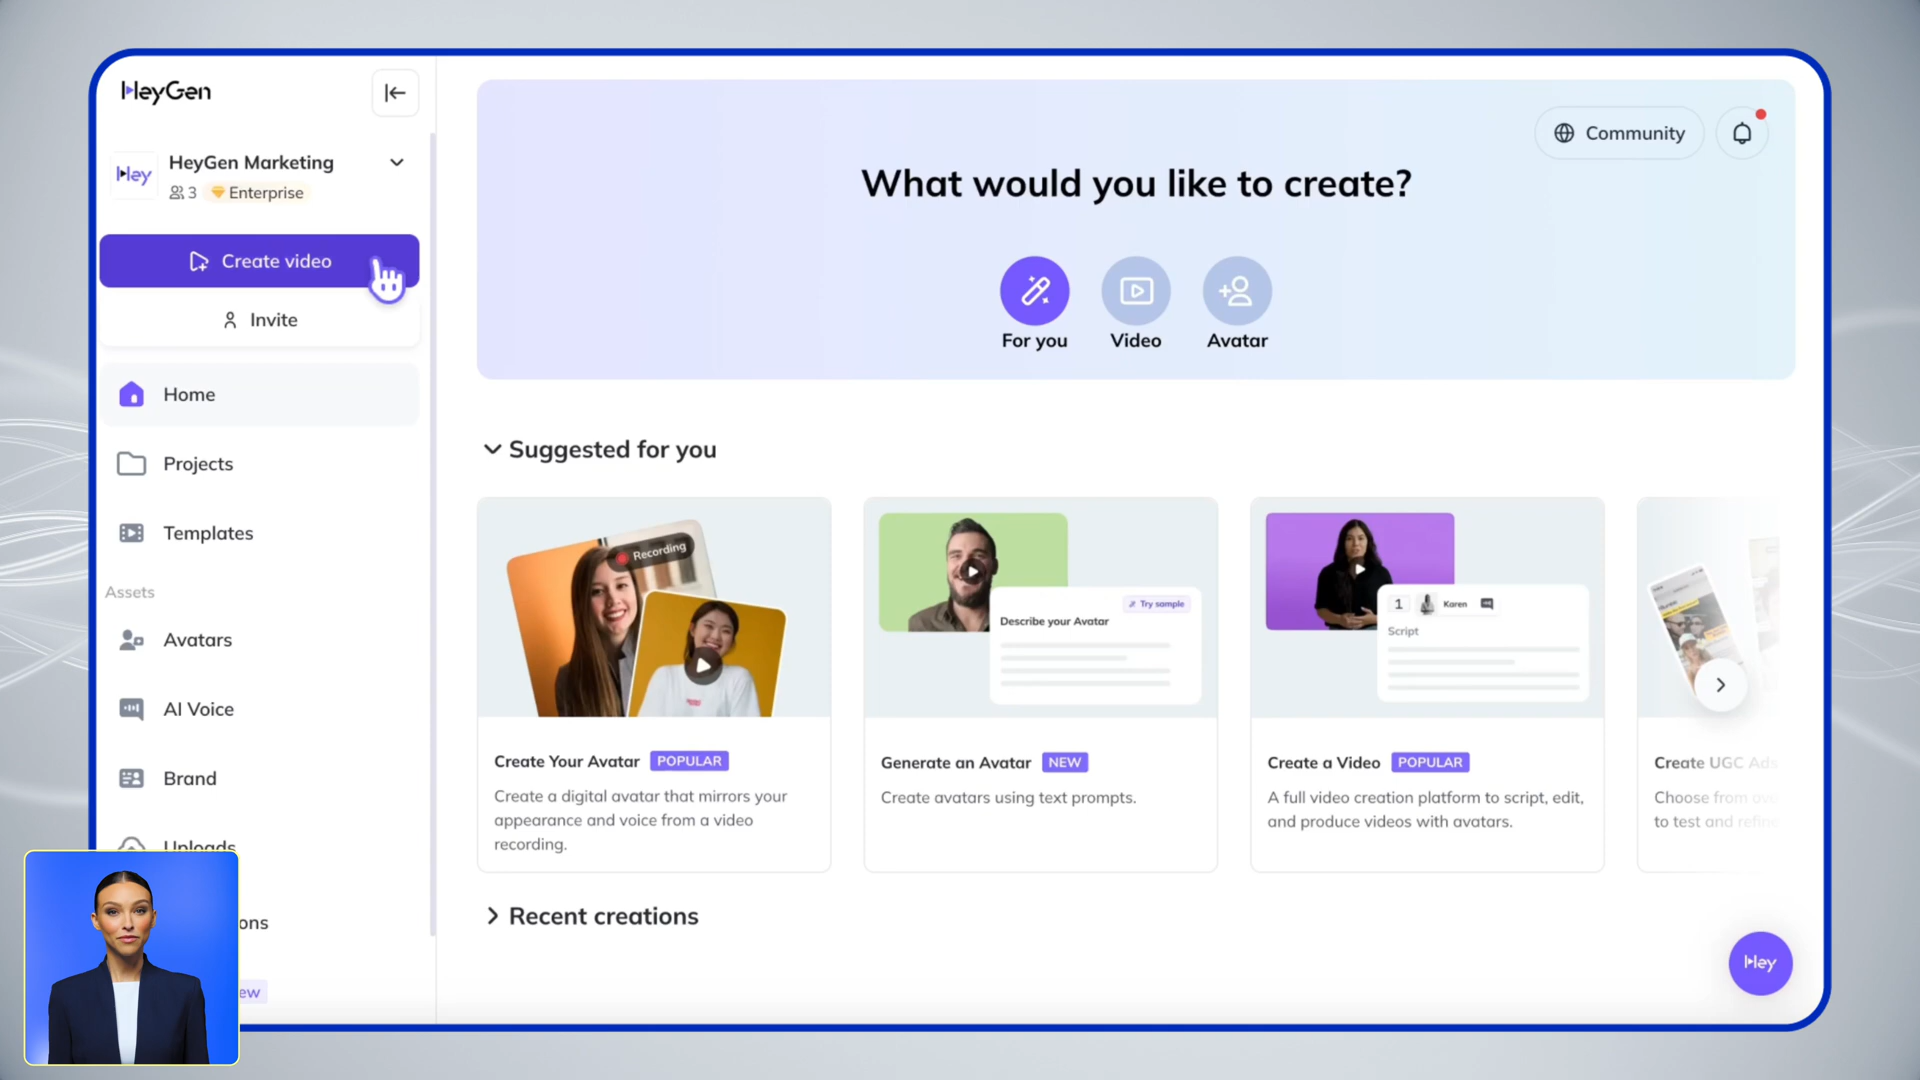 HeyGen
Hey
HeyGen Marketing
3
Enterprise
Create video
Invite
Home
Projects
Templates
Assets
Avatars
AI Voice
Brand
Uploads
ons
ew
Community
What would you like to create?
For you
Video
Avatar
Suggested for you
Recording
Create Your Avatar POPULAR
Create a digital avatar that mirrors your
appearance and voice from a video
recording.
Try sample
Describe your Avatar
Generate an Avatar NEW
Create avatars using text prompts.
1 Karen
Script
Create a Video POPULAR
A full video creation platform to script, edit,
and produce videos with avatars.
Create UGC Ads
Choose from
to test and refine
Recent creations
Hey